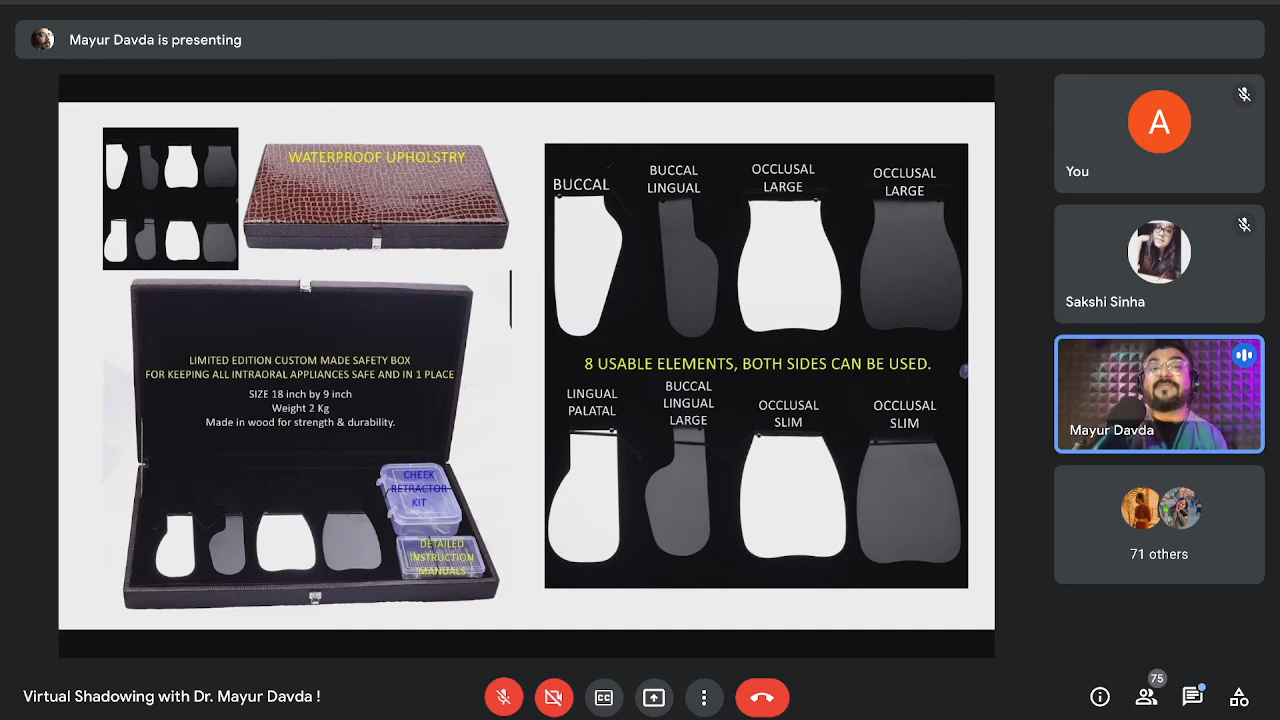 Mayur Davda is presenting
WATERPROOF UPHOLSTRY
LIMITED EDITION CUSTOM MADE SAFETY BOX
FOR KEEPING ALL INTRAORAL APPLIANCES SAFE AND IN 1 PLACE
SIZE 18 inch by 9 inch
Weight 2 Kg
Made in wood for strength & durability.
CHEEK
RETRACTOR
KIT
DETAILED
INSTRUCTION
MANUALS
BUCCAL
BUCCAL
LINGUAL
OCCLUSAL
LARGE
OCCLUSAL
LARGE
8 USABLE ELEMENTS, BOTH SIDES CAN BE USED.
LINGUAL
PALATAL
BUCCAL
LINGUAL
LARGE
OCCLUSAL
SLIM
OCCLUSAL
SLIM
A
You
Sakshi Sinha
Mayur Davda
71 others
Virtual Shadowing with Dr. Mayur Davda !
CC
75